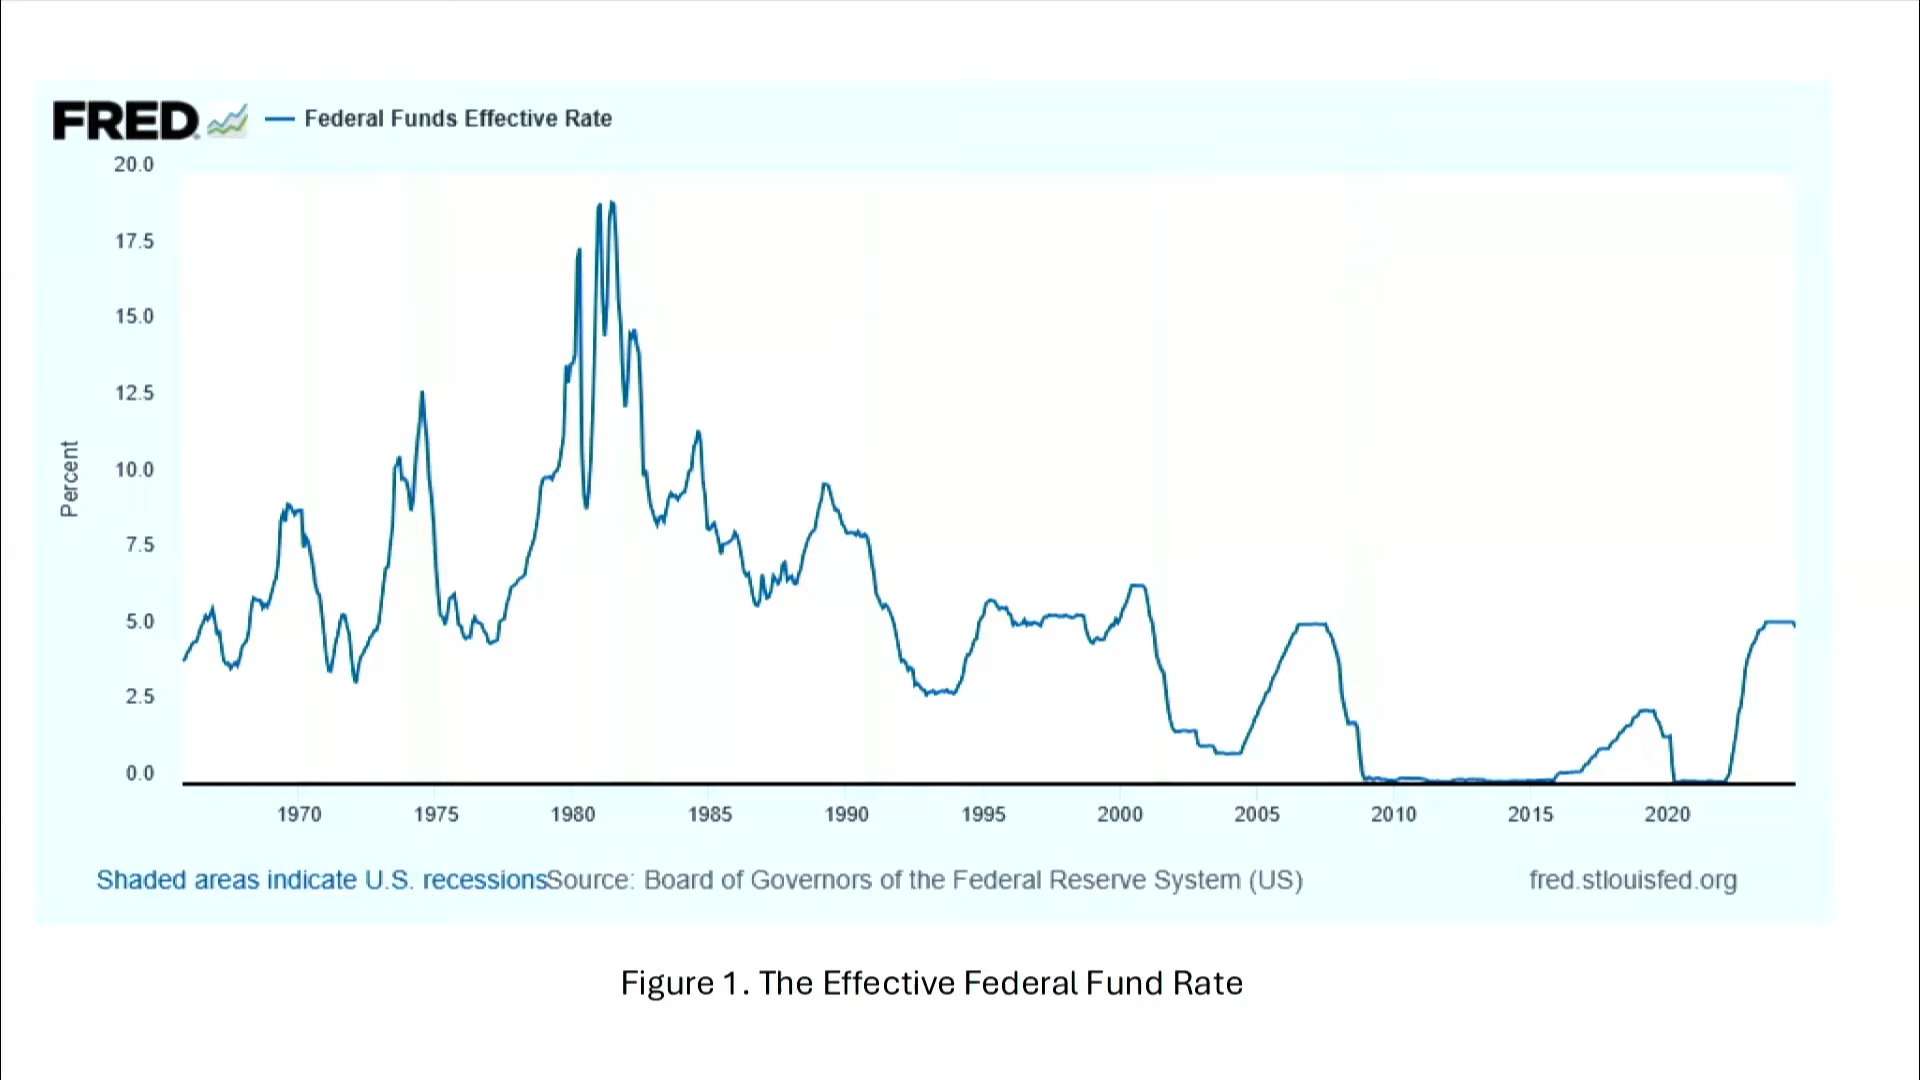 FRED
Federal Funds Effective Rate
20.0
17.5
15.0
12.5
10.0
7.5
5.0
2.5
0.0
Percent
1970 1975 1980 1985 1990 1995 2000 2005 2010 2015 2020
Shaded areas indicate U.S. recessionsSource: Board of Governors of the Federal Reserve System (US) fred.stlouisfed.org
Figure 1. The Effective Federal Fund Rate